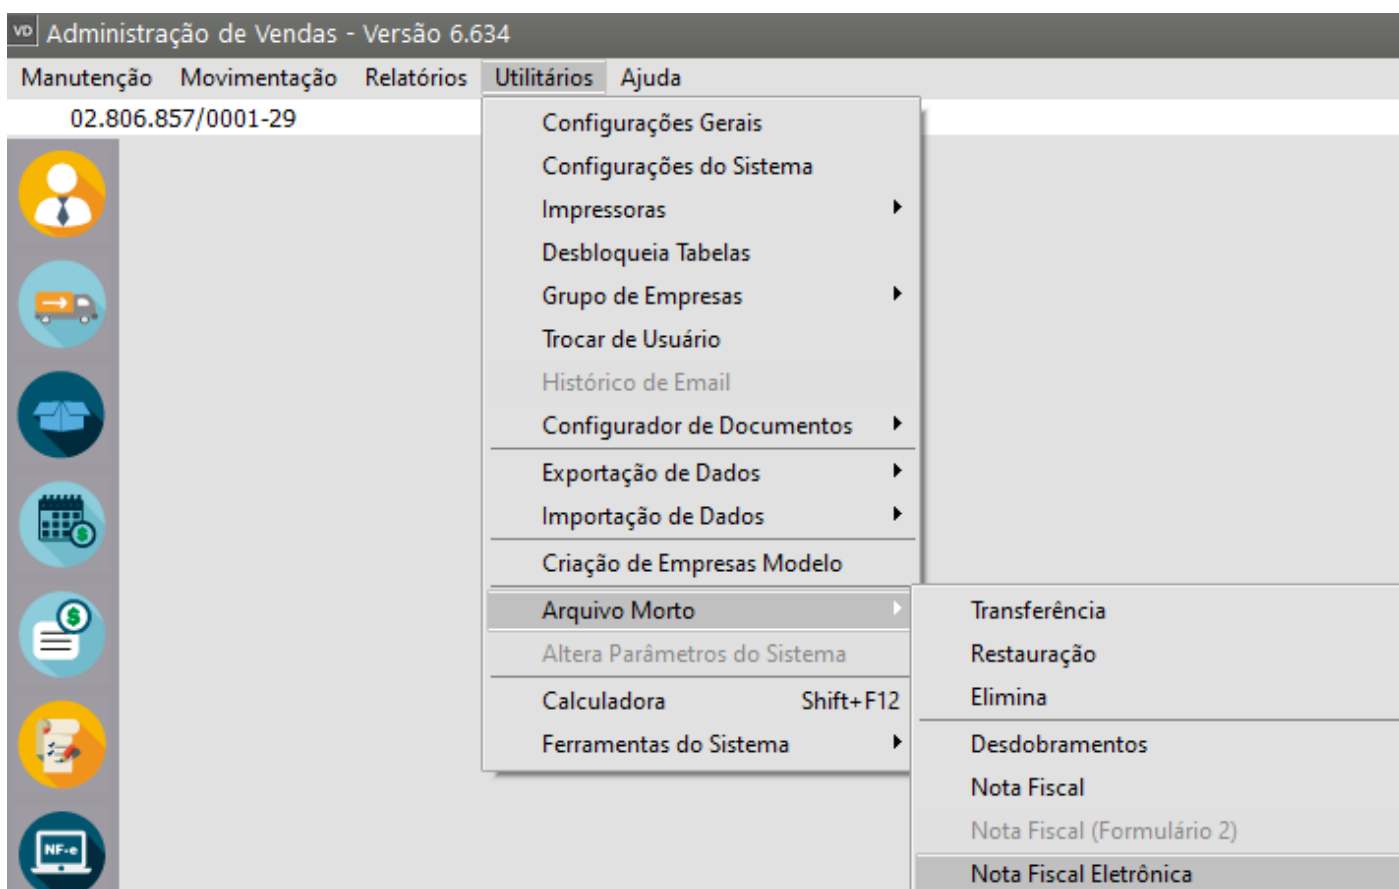 VD Administração de Vendas - Versão 6.634
Manutenção Movimentação Relatórios Utilitários Ajuda
02.806.857/0001-29
Configurações Gerais
Configurações do Sistema
Impressoras
Desbloqueia Tabelas
Grupo de Empresas
Trocar de Usuário
Histórico de Email
Configurador de Documentos
Exportação de Dados
Importação de Dados
Criação de Empresas Modelo
Arquivo Morto
Altera Parâmetros do Sistema
Calculadora Shift+F12
Ferramentas do Sistema
Transferência
Restauração
Elimina
Desdobramentos
Nota Fiscal
Nota Fiscal (Formulário 2)
Nota Fiscal Eletrônica
$
$
NF-e